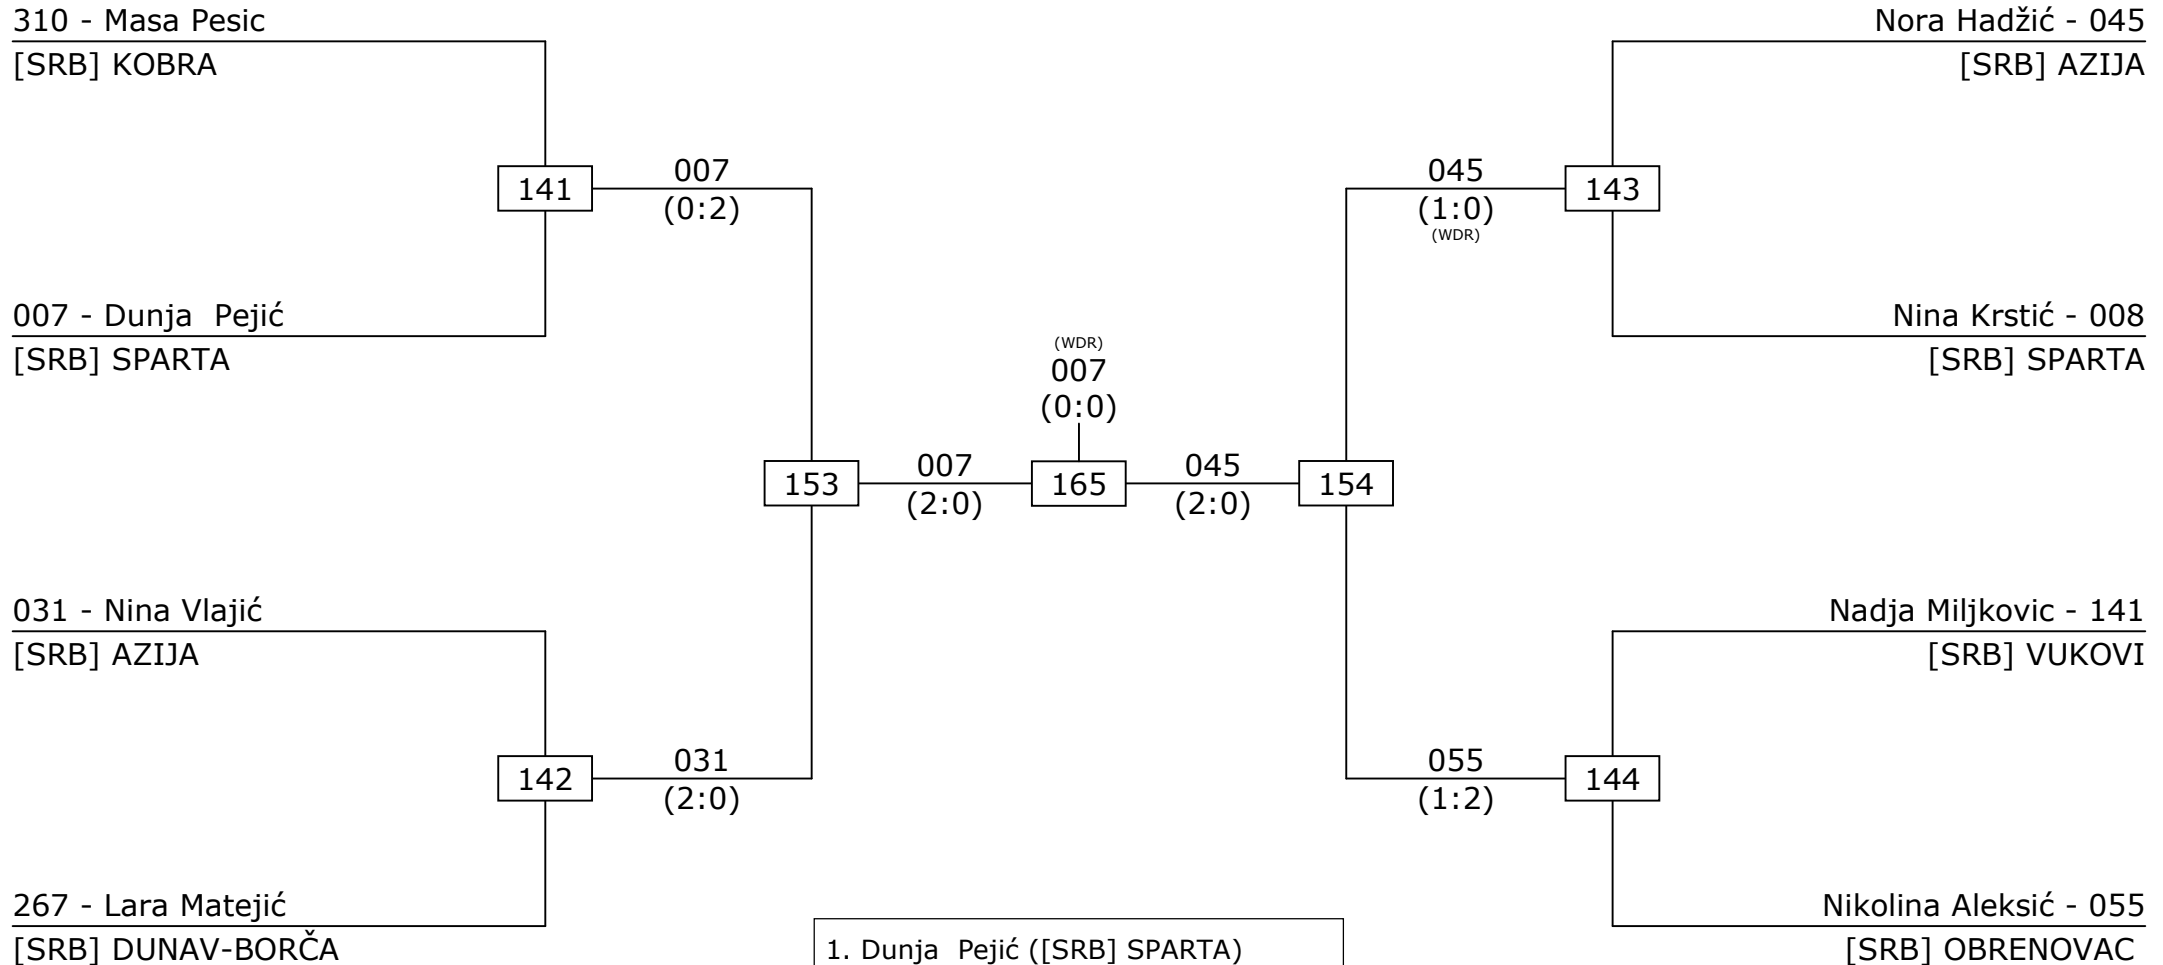 310 - Masa Pesic
[SRB] KOBRA
141
007
(0:2)
007 - Dunja  Pejić
[SRB] SPARTA
031 - Nina Vlajić
[SRB] AZIJA
142
031
(2:0)
267 - Lara Matejić
[SRB] DUNAV-BORČA
153
007
(2:0)
(WDR)
007
(0:0)
165
045
(2:0)
154
Nora Hadžić - 045
[SRB] AZIJA
045
(1:0)
(WDR)
143
Nina Krstić - 008
[SRB] SPARTA
Nadja Miljkovic - 141
[SRB] VUKOVI
055
(1:2)
144
Nikolina Aleksić - 055
[SRB] OBRENOVAC
1. Dunja  Pejić ([SRB] SPARTA)